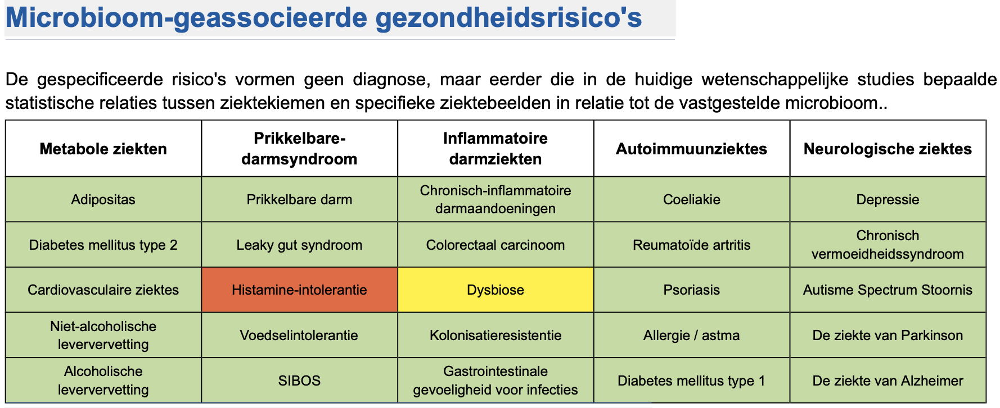 Microbioom-geassocieerde gezondheidsrisico's
De gespecificeerde risico's vormen geen diagnose, maar eerder die in de huidige wetenschappelijke studies bepaalde
statistische relaties tussen ziektekiemen en specifieke ziektebeelden in relatie tot de vastgestelde microbioom..
Metabole ziekten
Prikkelbare-
darmsyndroom
Inflammatoire
darmziekten
Autoimmuunziektes
Neurologische ziektes
Adipositas
Prikkelbare darm
Chronisch-inflammatoire
darmaandoeningen
Coeliakie
Depressie
Diabetes mellitus type 2
Leaky gut syndroom
Colorectaal carcinoom
Reumatoïde artritis
Chronisch
vermoeidheidssyndroom
Cardiovasculaire ziektes
Histamine-intolerantie
Dysbiose
Psoriasis
Autisme Spectrum Stoornis
Niet-alcoholische
leververvetting
Voedselintolerantie
Kolonisatieresistentie
Allergie / astma
De ziekte van Parkinson
Alcoholische
leververvetting
SIBOS
Gastrointestinale
gevoeligheid voor infecties
Diabetes mellitus type 1
De ziekte van Alzheimer